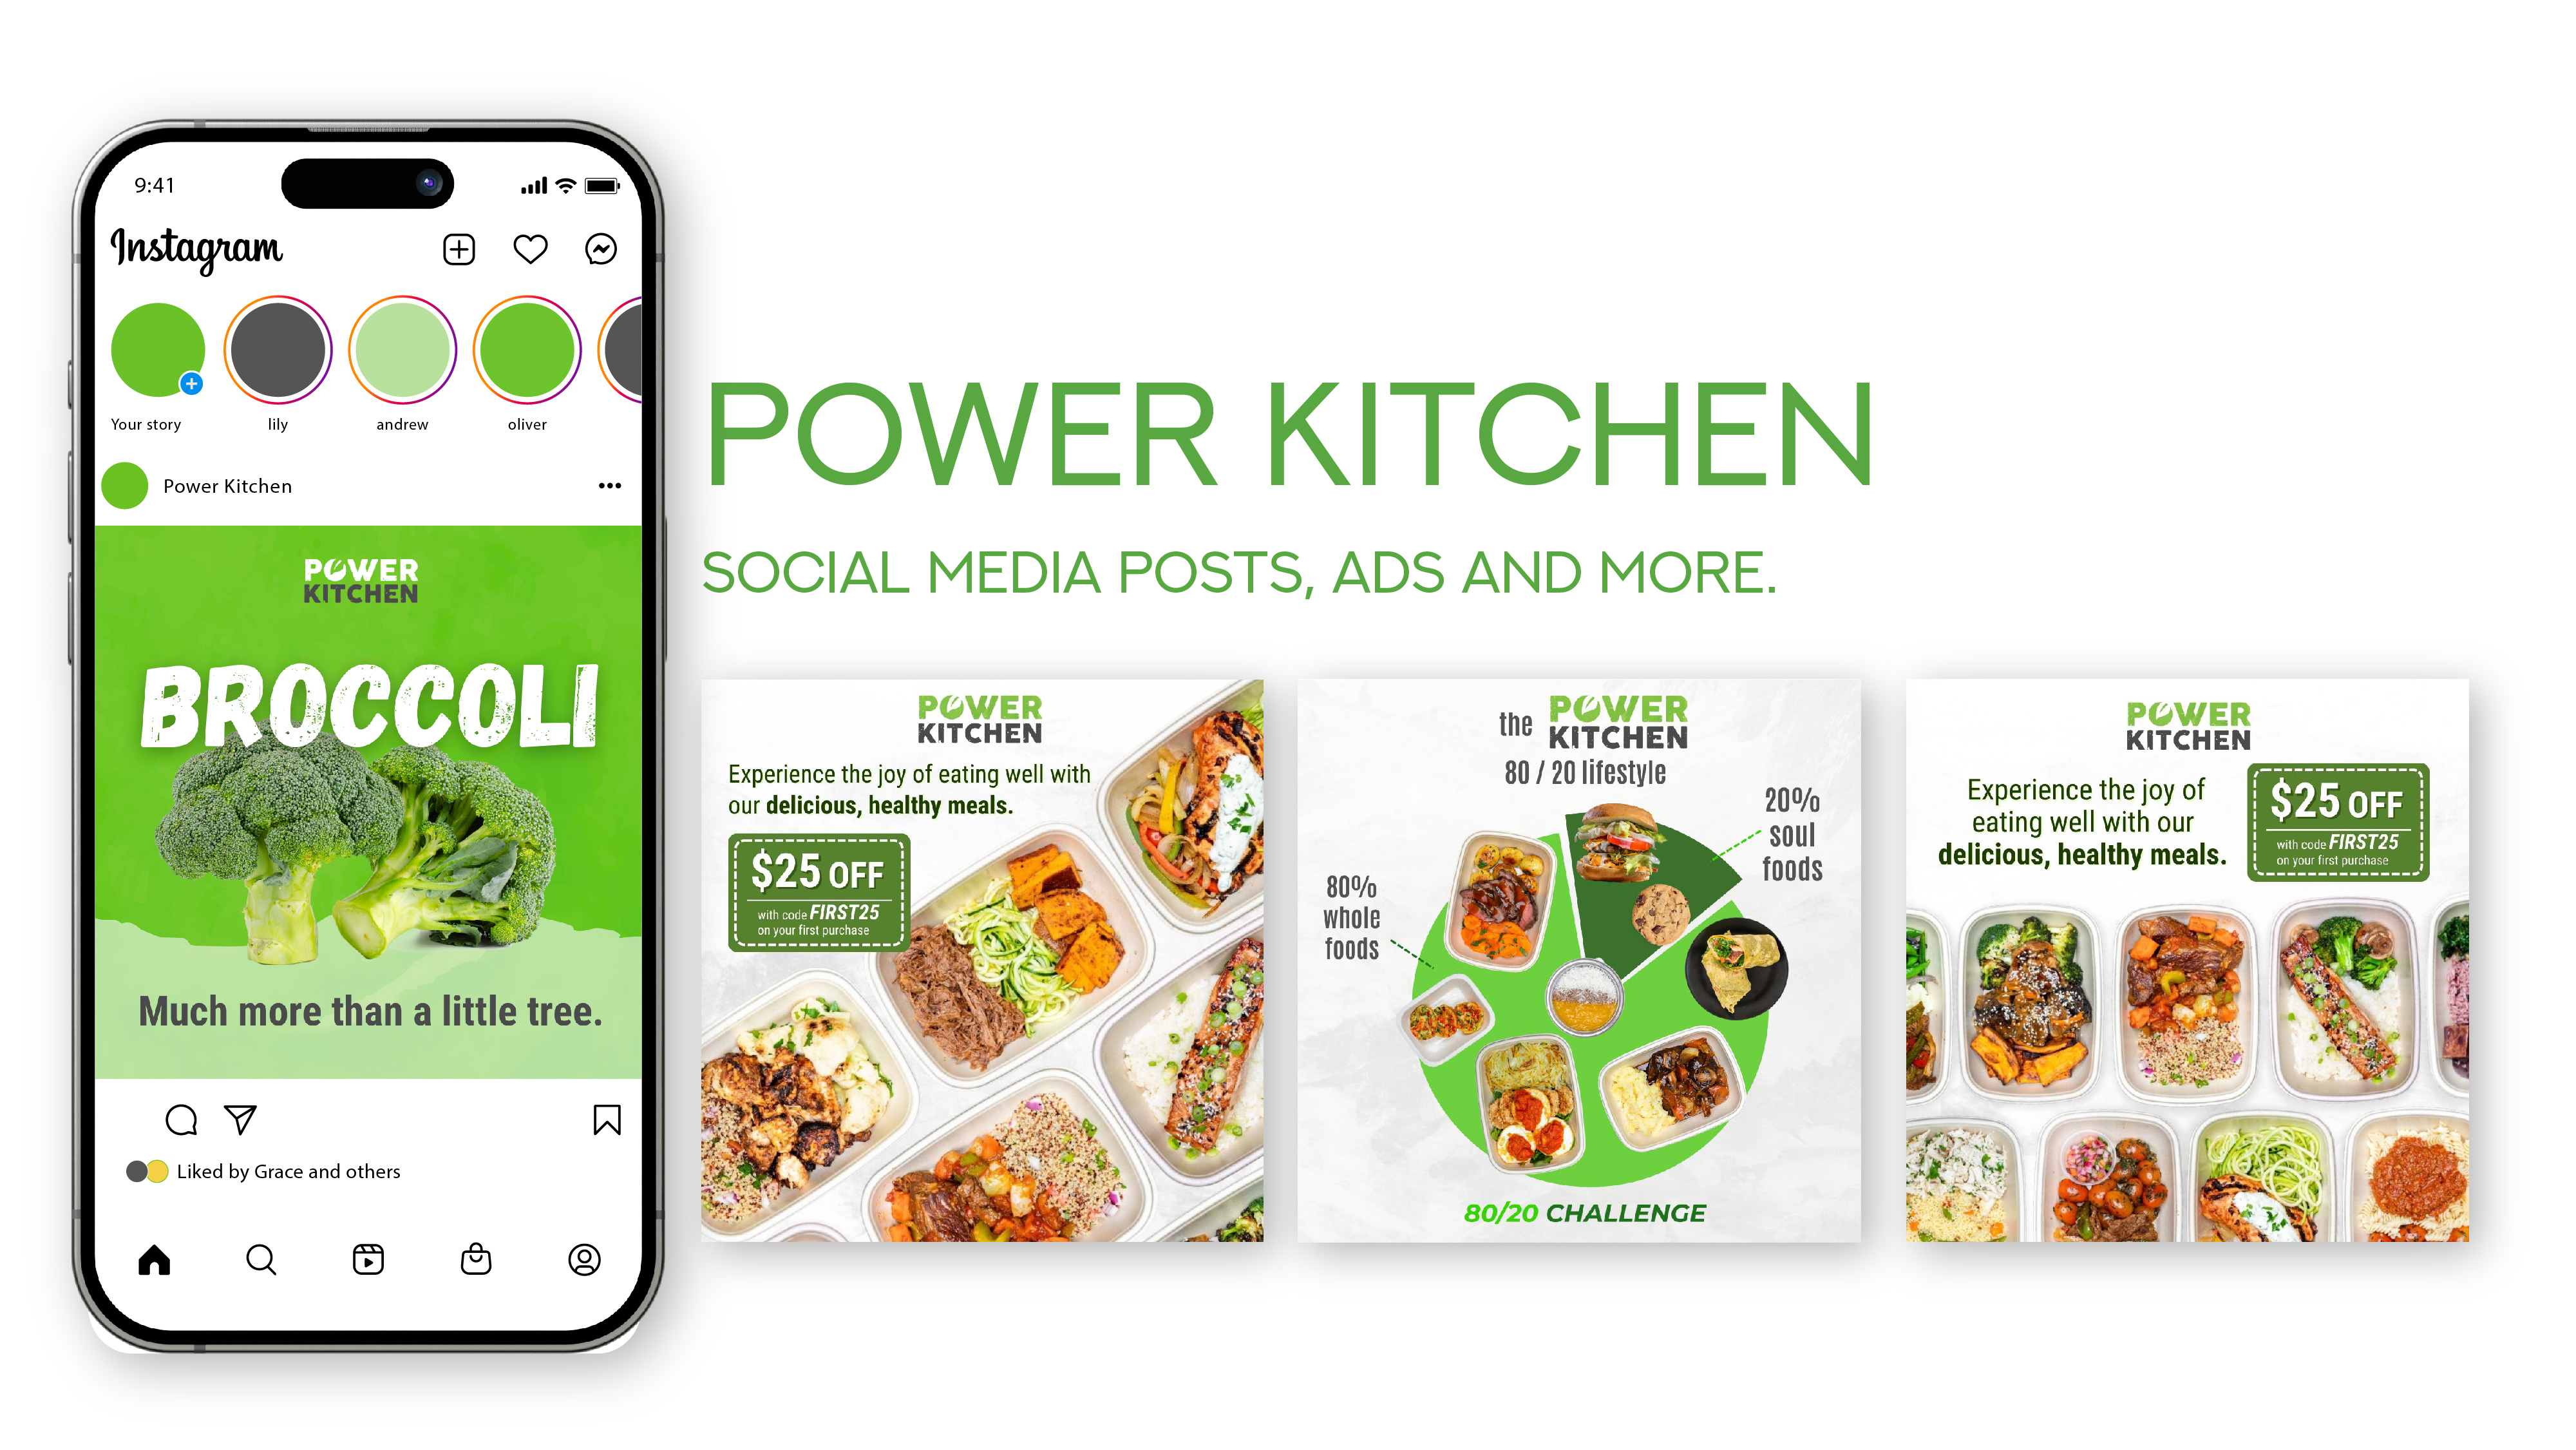 9:41
Instagram
Your story
lily
andrew
oliver
Power Kitchen
POWER
KITCHEN
BROCCOLI
Much more than a little tree.
Liked by Grace and others
POWER KITCHEN
SOCIAL MEDIA POSTS, ADS AND MORE.
POWER
KITCHEN
Experience the joy of eating well with
our delicious, healthy meals.
$25 OFF
with code FIRST25
on your first purchase
the POWER
KITCHEN
80 / 20 lifestyle
20%
soul
foods
80%
whole
foods
80/20 CHALLENGE
POWER
KITCHEN
Experience the joy of
eating well with our
delicious, healthy meals.
$25 OFF
with code FIRST25
on your first purchase